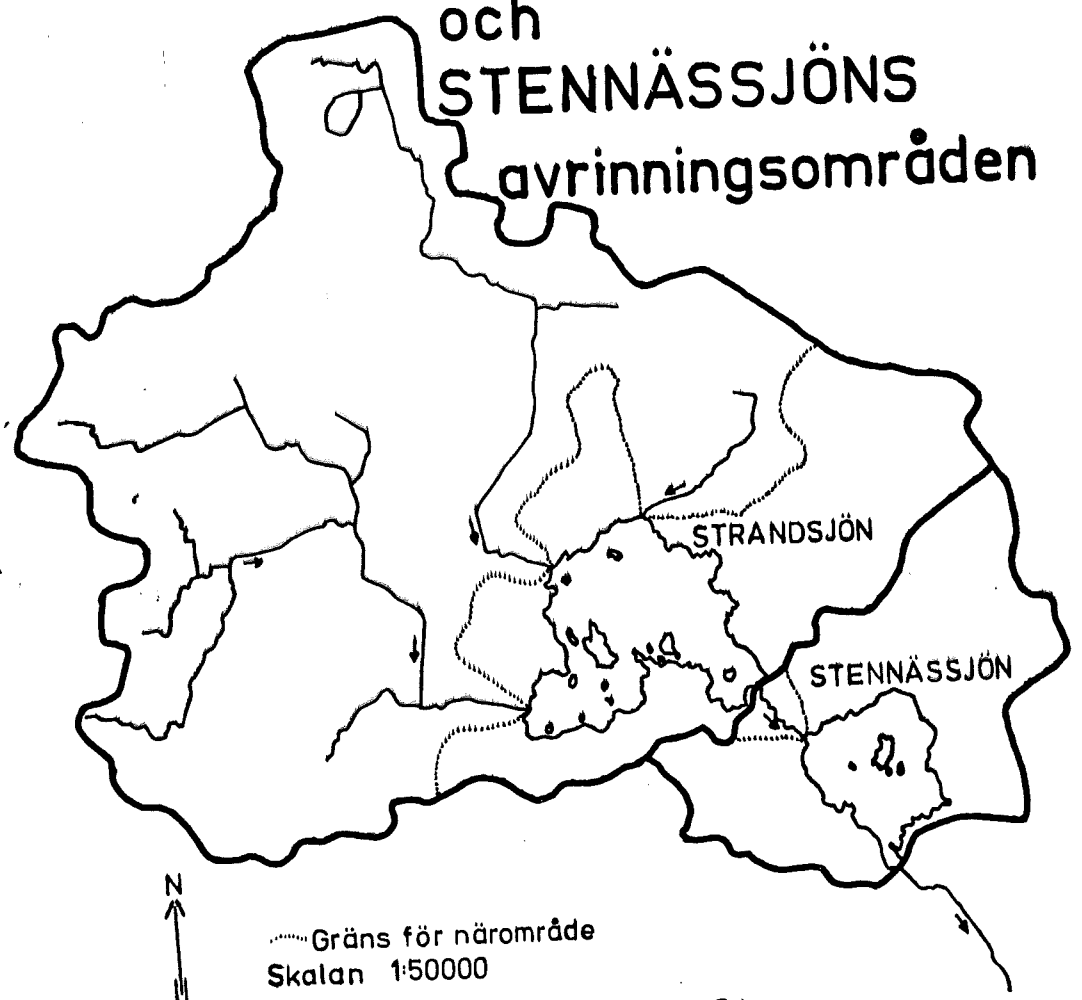 och
STENNÄSSJÖNS
avrinningsområden
STRANDSJÖN
STENNÄSSJÖN
N
Gräns för närområde
Skalan 1:50000